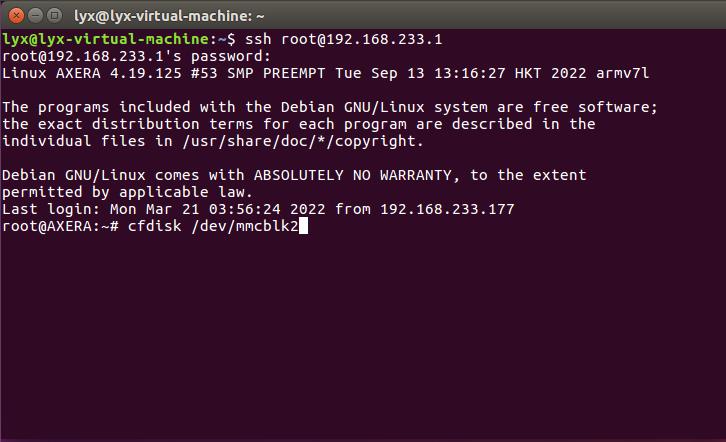 lyx@lyx-virtual-machine: ~
lyx@lyx-virtual-machine:~$ ssh root@192.168.233.1
root@192.168.233.1's password:
Linux AXERA 4.19.125 #53 SMP PREEMPT Tue Sep 13 13:16:27 HKT 2022 armv7l
The programs included with the Debian GNU/Linux system are free software;
the exact distribution terms for each program are described in the
individual files in /usr/share/doc/*/copyright.
Debian GNU/Linux comes with ABSOLUTELY NO WARRANTY, to the extent
permitted by applicable law.
Last login: Mon Mar 21 03:56:24 2022 from 192.168.233.177
root@AXERA:~# cfdisk /dev/mmcblk2